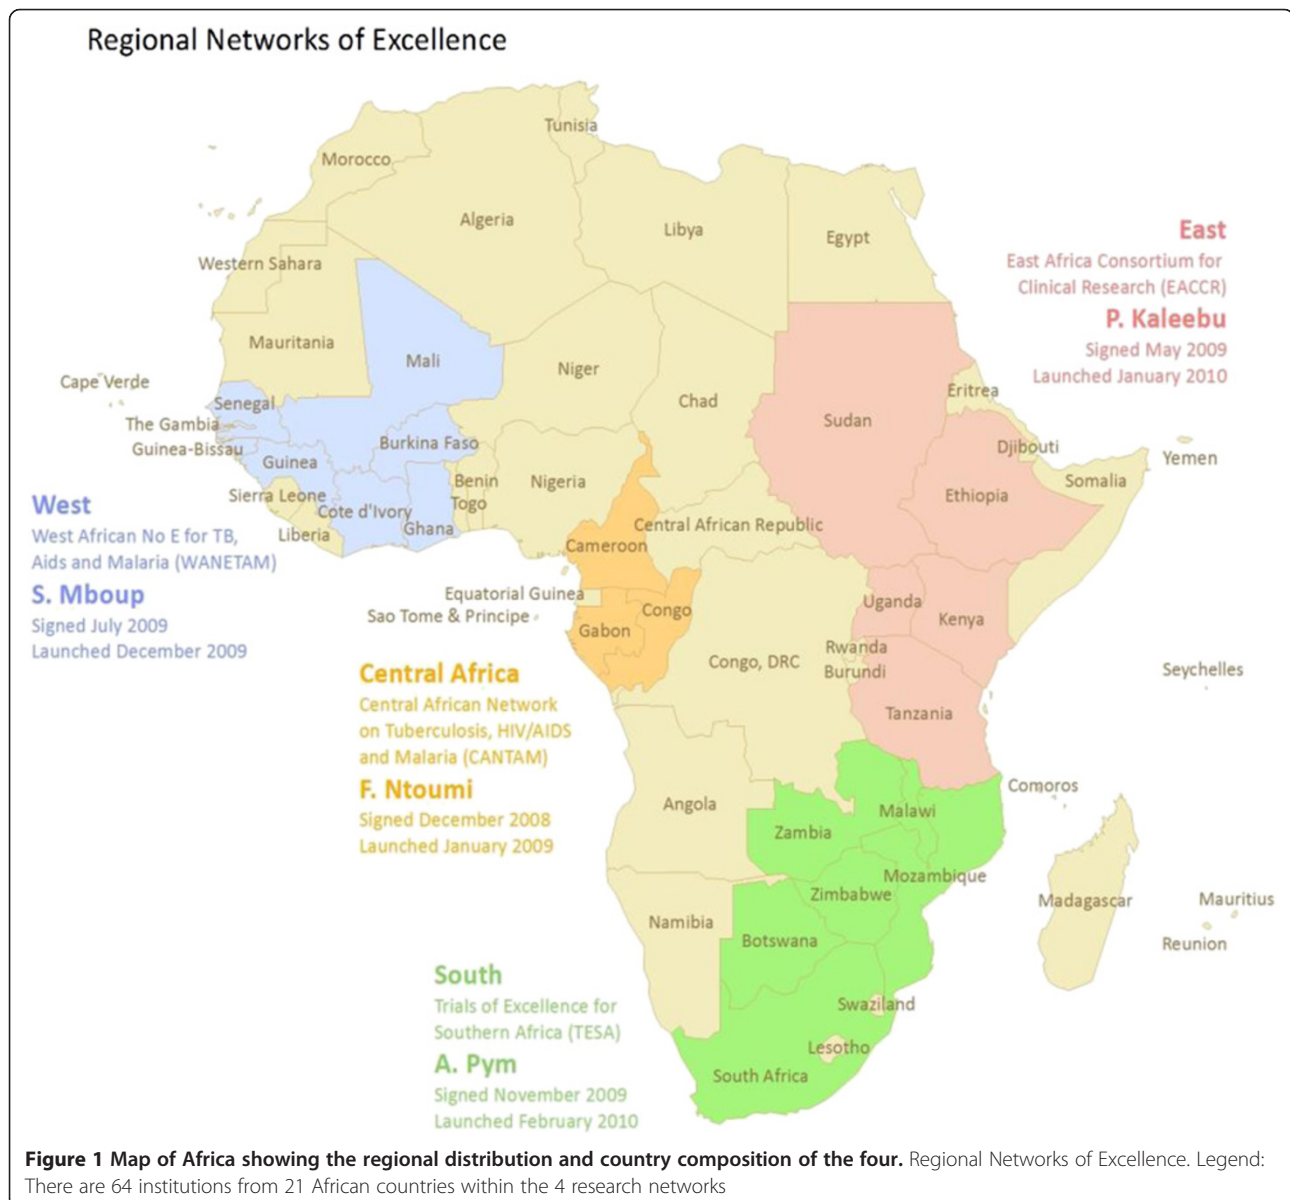 Regional Networks of Excellence
Tunisia
Morocco
Algeria
Libya
Egypt
Western Sahara
Mauritania
Mali
Niger
Chad
Sudan
Eritrea
Cape Verde
Senegal
The Gambia
Guinea-Bissau
Guinea
Burkina Faso
Djibouti
Yemen
Somalia
Ethiopia
Benin
Nigeria
Sierra Leone
Togo
Cote d'Ivory
Ghana
Liberia
Central African Republic
Cameroon
Equatorial Guinea
Sao Tome & Principe
Gabon
Congo
Uganda
Kenya
Congo, DRC
Rwanda
Burundi
Seychelles
Tanzania
Comoros
Angola
Malawi
Zambia
Mozambique
Zimbabwe
Madagascar
Mauritius
Reunion
Namibia
Botswana
Swaziland
Lesotho
South Africa
East
East Africa Consortium for
Clinical Research (EACCR)
P. Kaleebu
Signed May 2009
Launched January 2010
West
West African No E for TB,
Aids and Malaria (WANETAM)
S. Mboup
Signed July 2009
Launched December 2009
Central Africa
Central African Network
on Tuberculosis, HIV/AIDS
and Malaria (CANTAM)
F. Ntoumi
Signed December 2008
Launched January 2009
South
Trials of Excellence for
Southern Africa (TESA)
A. Pym
Signed November 2009
Launched February 2010
Figure 1 Map of Africa showing the regional distribution and country composition of the four. Regional Networks of Excellence. Legend:
There are 64 institutions from 21 African countries within the 4 research networks